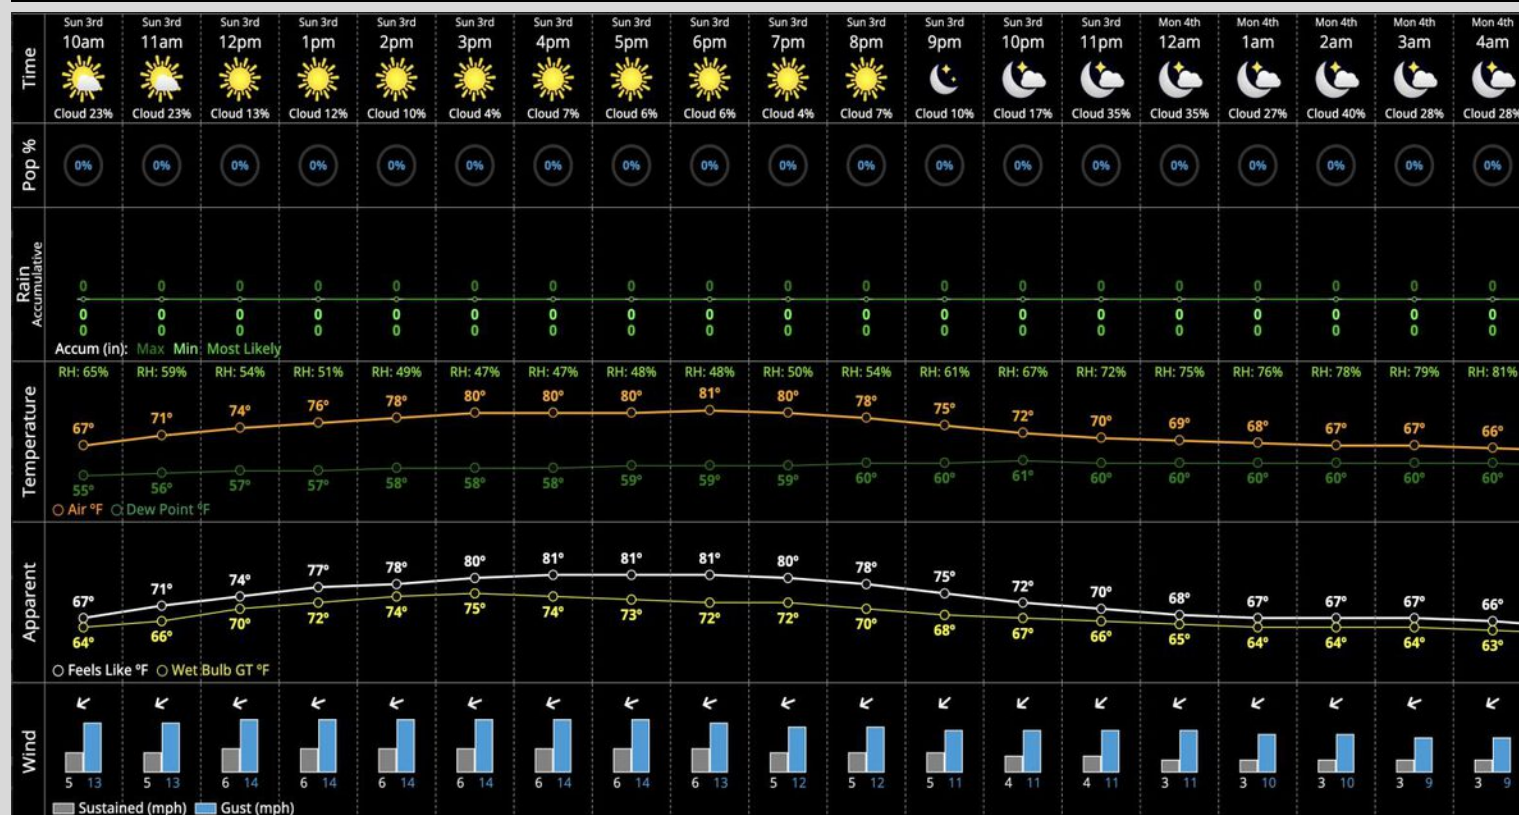 Time
Sun 3rd Sun 3rd Sun 3rd Sun 3rd Sun 3rd Sun 3rd Sun 3rd Sun 3rd Sun 3rd Sun 3rd Sun 3rd Sun 3rd Sun 3rd Sun 3rd Mon 4th Mon 4th Mon 4th Mon 4th Mon 4th
10am 11am 12pm 1pm 2pm 3pm 4pm 5pm 6pm 7pm 8pm 9pm 10pm 11pm 12am 1am 2am 3am 4am
Cloud 23% Cloud 23% Cloud 13% Cloud 12% Cloud 10% Cloud 4% Cloud 7% Cloud 6% Cloud 6% Cloud 4% Cloud 7% Cloud 10% Cloud 17% Cloud 35% Cloud 35% Cloud 27% Cloud 40% Cloud 28% Cloud 28%
Pop %
0% 0% 0% 0% 0% 0% 0% 0% 0% 0% 0% 0% 0% 0% 0% 0% 0% 0% 0%
Rain
Accumulative
0 0 0 0 0 0 0 0 0 0 0 0 0 0 0 0 0 0 0
0 0 0 0 0 0 0 0 0 0 0 0 0 0 0 0 0 0 0
0 0 0 0 0 0 0 0 0 0 0 0 0 0 0 0 0 0 0
Accum (in): Max Min Most Likely
Temperature
RH: 65% RH: 59% RH: 54% RH: 51% RH: 49% RH: 47% RH: 47% RH: 48% RH: 48% RH: 50% RH: 54% RH: 61% RH: 67% RH: 72% RH: 75% RH: 76% RH: 78% RH: 79% RH: 81%
67° 71° 74° 76° 78° 80° 80° 80° 81° 80° 78° 75° 72° 70° 69° 68° 67° 67° 66°
55° 56° 57° 57° 58° 58° 58° 59° 59° 59° 60° 60° 61° 60° 60° 60° 60° 60° 60°
Air °F Dew Point °F
Apparent
67° 71° 74° 77° 78° 80° 81° 81° 81° 80° 78° 75° 72° 70° 68° 67° 67° 67° 66°
64° 66° 70° 72° 74° 75° 74° 73° 72° 72° 70° 68° 67° 66° 65° 64° 64° 64° 63°
Feels Like °F Wet Bulb GT °F
Wind
5 13 5 13 6 14 6 14 6 14 6 14 6 14 6 14 6 13 5 12 5 12 5 11 4 11 4 11 3 11 3 10 3 10 3 9 3 9
Sustained (mph) Gust (mph)